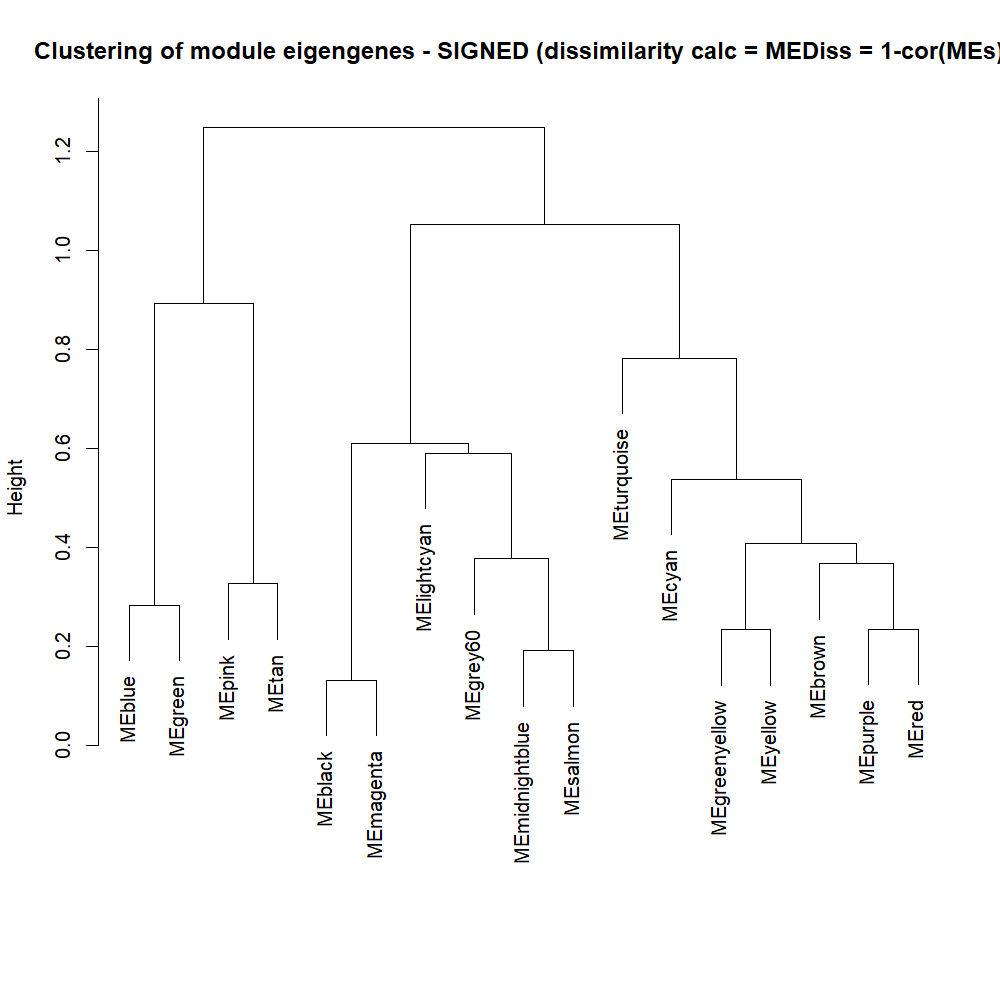 Clustering of module eigengenes - SIGNED (dissimilarity calc = MEDiss = 1-cor(MEs)
Height
1.2
1.0
0.8
0.6
0.4
0.2
0.0
MEblue
MEgreen
MEpink
MEtan
MEblack
MEmagenta
MElightcyan
MEgrey60
MEmidnightblue
MEsalmon
MEturquoise
MEcyan
MEgreenyellow
MEyellow
MEbrown
MEpurple
MEred